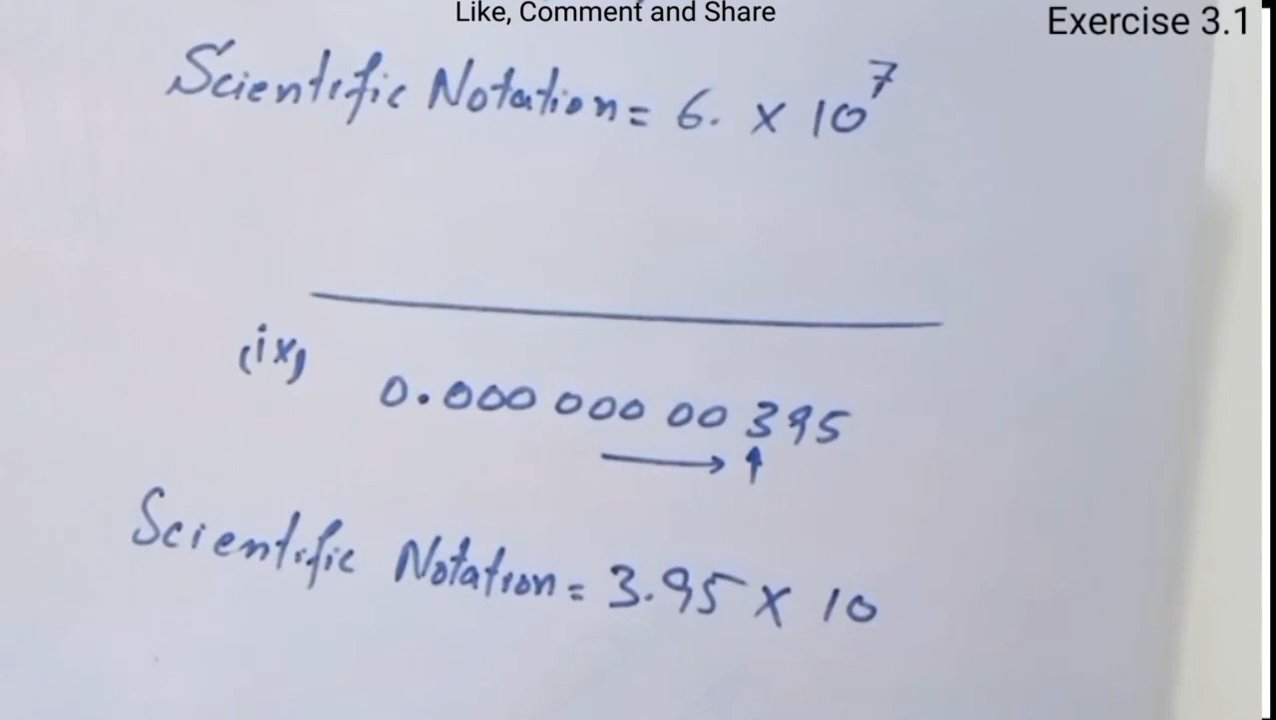 Like, Comment and Share
Exercise 3.1
Scientific Notation = 6. × 10⁷
(ix)
0.000 000 00 395
Scientific Notation = 3.95 × 10